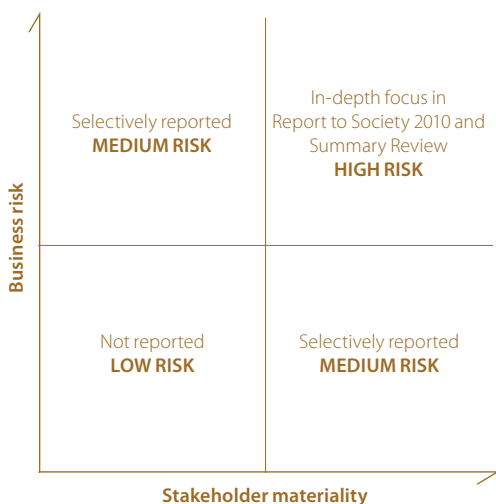 Business risk
Selectively reported
MEDIUM RISK
In-depth focus in
Report to Society 2010 and
Summary Review
HIGH RISK
Not reported
LOW RISK
Selectively reported
MEDIUM RISK
Stakeholder materiality